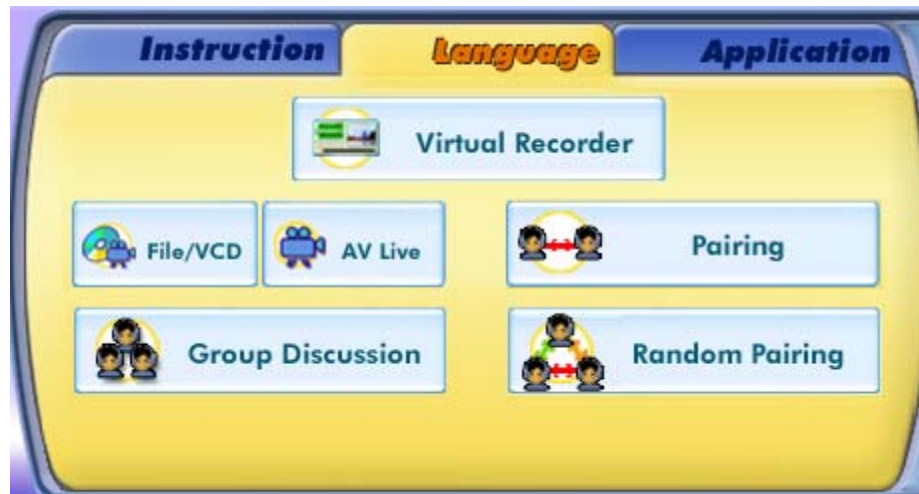 Instruction
Language
Application
Virtual Recorder
File/VCD
AV Live
Pairing
Group Discussion
Random Pairing